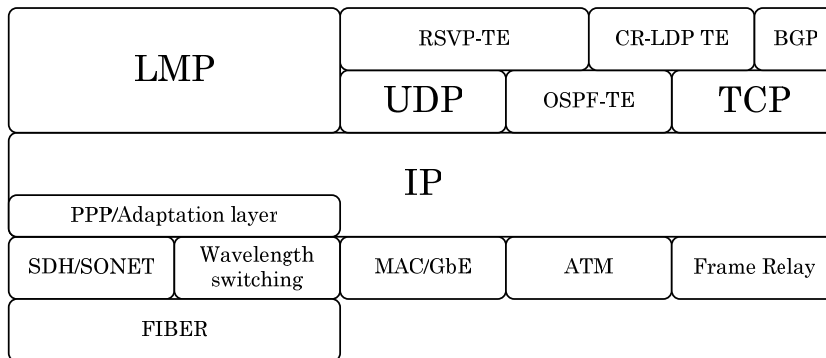 LMP
RSVP-TE
CR-LDP TE
BGP
UDP
OSPF-TE
TCP
IP
PPP/Adaptation layer
SDH/SONET
Wavelength
switching
MAC/GbE
ATM
Frame Relay
FIBER